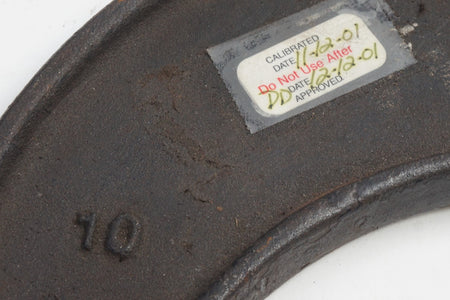 CALIBRATED
DATE 11-12-01
Do Not Use After
DATE 12-12-01
DD APPROVED
10